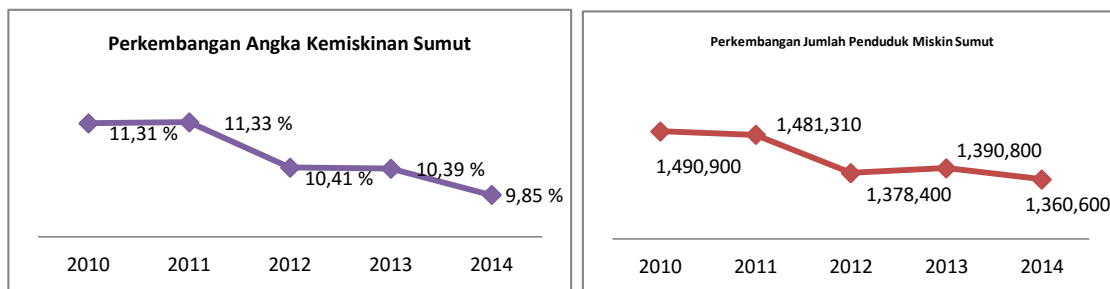 Perkembangan Angka Kemiskinan Sumut
11,31 %
11,33 %
10,41 %
10,39 %
9,85 %
2010 2011 2012 2013 2014
Perkembangan Jumlah Penduduk Miskin Sumut
1,490,900
1,481,310
1,378,400
1,390,800
1,360,600
2010 2011 2012 2013 2014